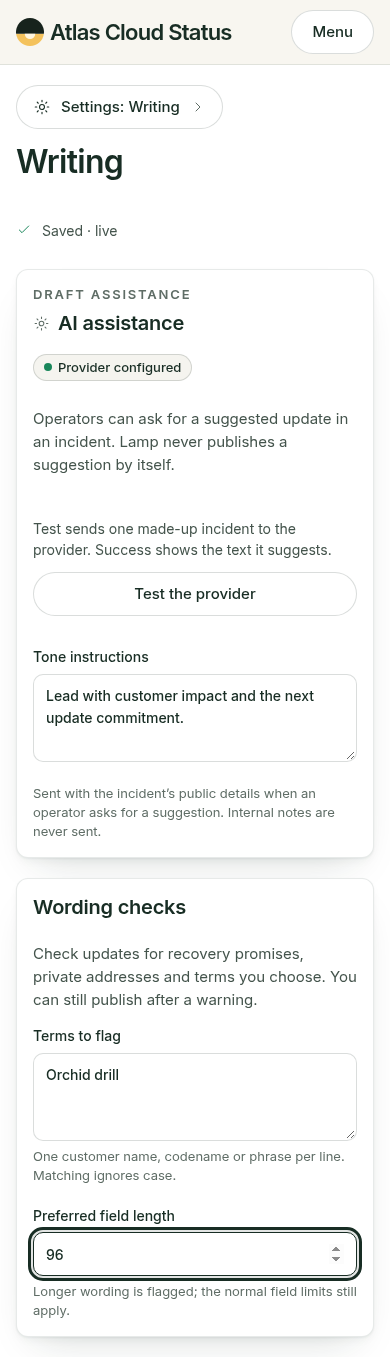 Atlas Cloud Status
Menu
Settings: Writing
Writing
Saved · live
DRAFT ASSISTANCE
AI assistance
Provider configured
Operators can ask for a suggested update in
an incident. Lamp never publishes a
suggestion by itself.
Test sends one made-up incident to the
provider. Success shows the text it suggests.
Test the provider
Tone instructions
Lead with customer impact and the next
update commitment.
Sent with the incident’s public details when an
operator asks for a suggestion. Internal notes are
never sent.
Wording checks
Check updates for recovery promises,
private addresses and terms you choose. You
can still publish after a warning.
Terms to flag
Orchid drill
One customer name, codename or phrase per line.
Matching ignores case.
Preferred field length
96
Longer wording is flagged; the normal field limits still
apply.